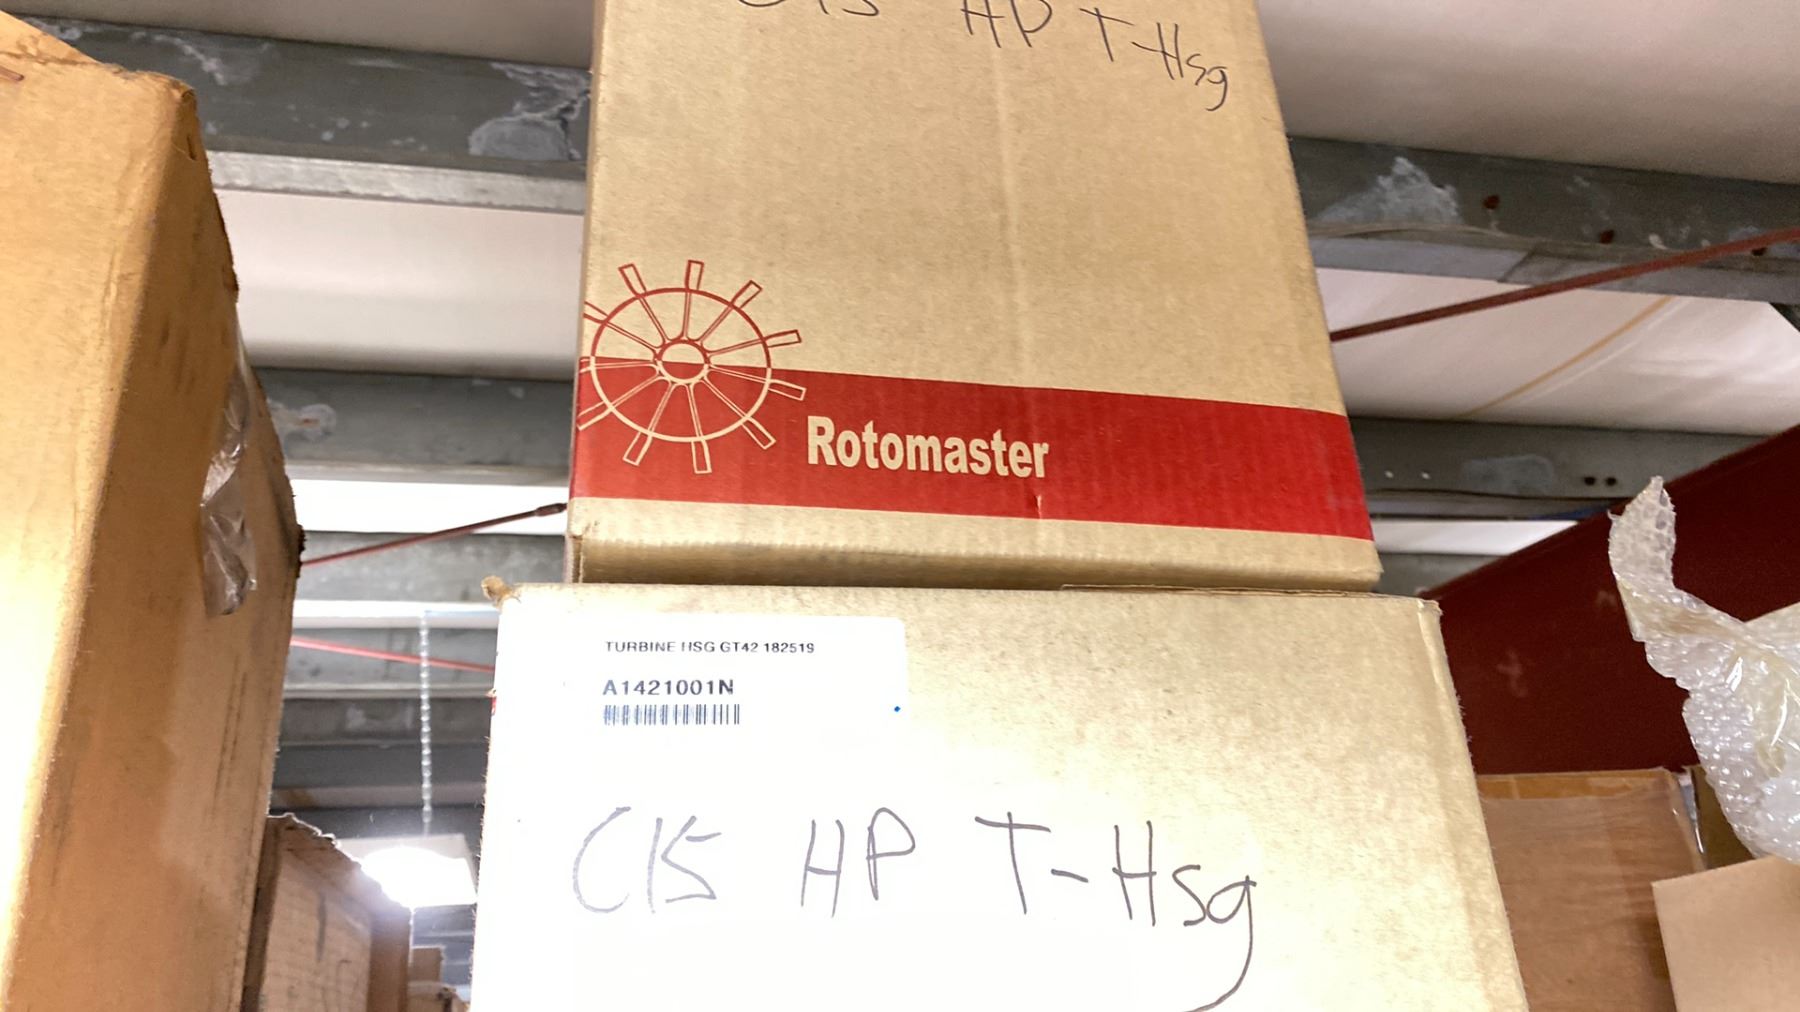 C15 HP T-Hsg
Rotomaster
TURBINE HSG GT42 182519
A1421001N
C15 HP T-Hsg